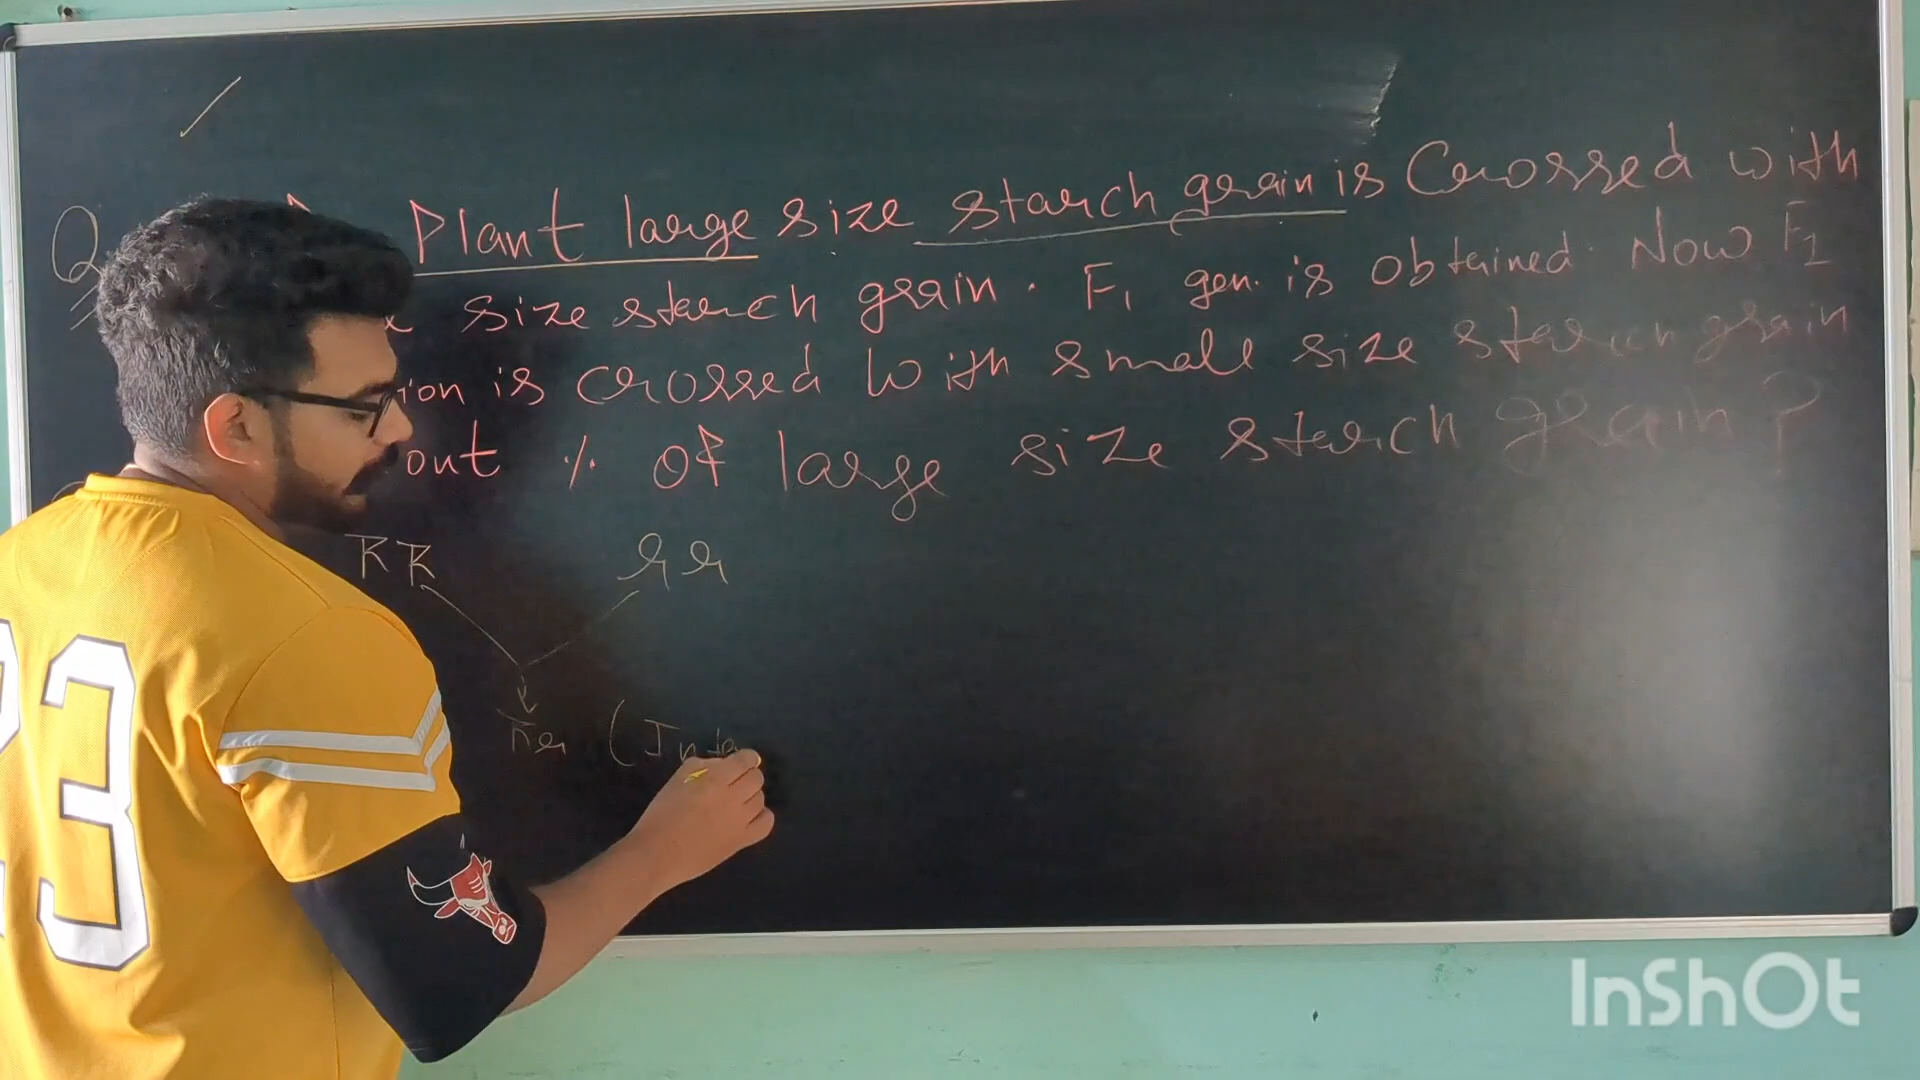 Q
Plant large size starch grain is Crossed with
size starch grain. F1 gen. is obtained. Now F1
ion is crossed with small size starch grain
out % of large size starch grain?
RR rr
Rr (Inte
33
InShOt